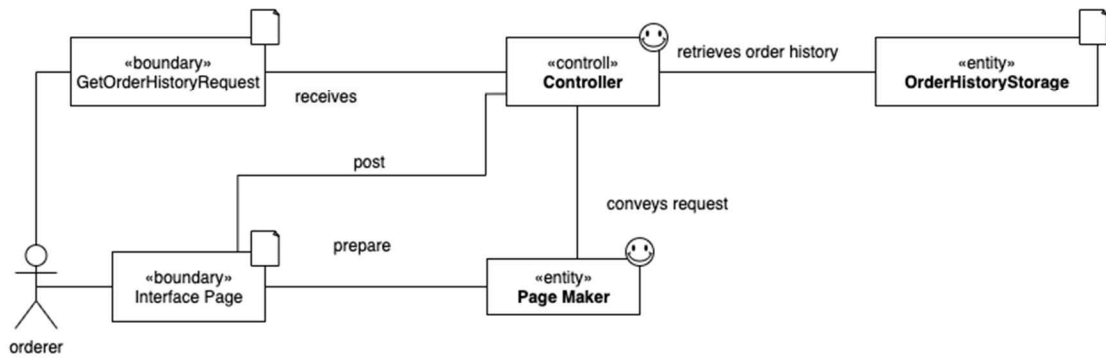 «boundary»
GetOrderHistoryRequest
receives
«controll»
Controller
retrieves order history
«entity»
OrderHistoryStorage
post
conveys request
prepare
«boundary»
Interface Page
«entity»
Page Maker
orderer